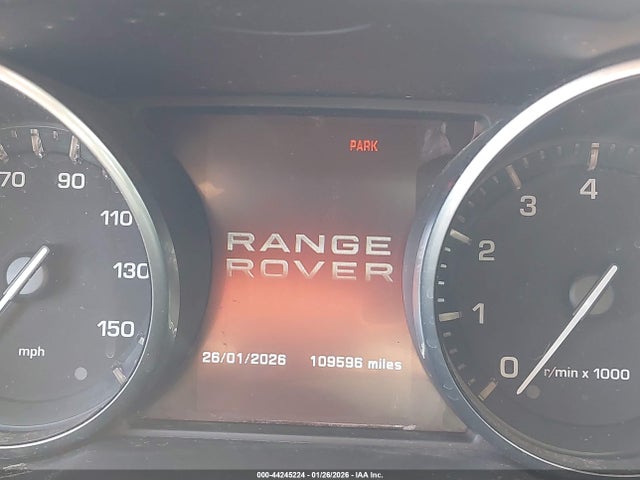 PARK
RANGE
ROVER
26/01/2026 109596 miles
70 90 110 130 150
mph
0 1 2 3 4
r/min x 1000
000-44245224 | 01/26/2026 | © IAA Inc.